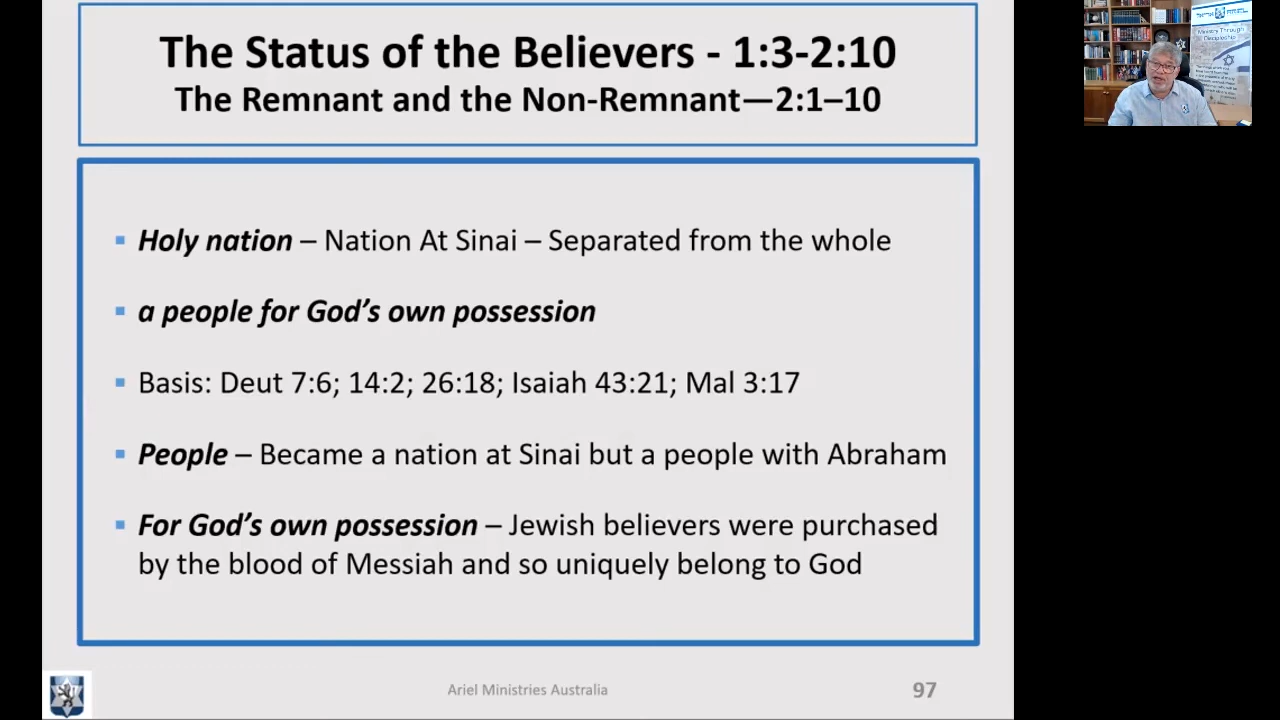 The Status of the Believers - 1:3-2:10
The Remnant and the Non-Remnant—2:1–10
▪ Holy nation – Nation At Sinai – Separated from the whole
▪ a people for God’s own possession
▪ Basis: Deut 7:6; 14:2; 26:18; Isaiah 43:21; Mal 3:17
▪ People – Became a nation at Sinai but a people with Abraham
▪ For God’s own possession – Jewish believers were purchased
by the blood of Messiah and so uniquely belong to God
Ariel Ministries Australia
97
Ministry Through
Discipleship